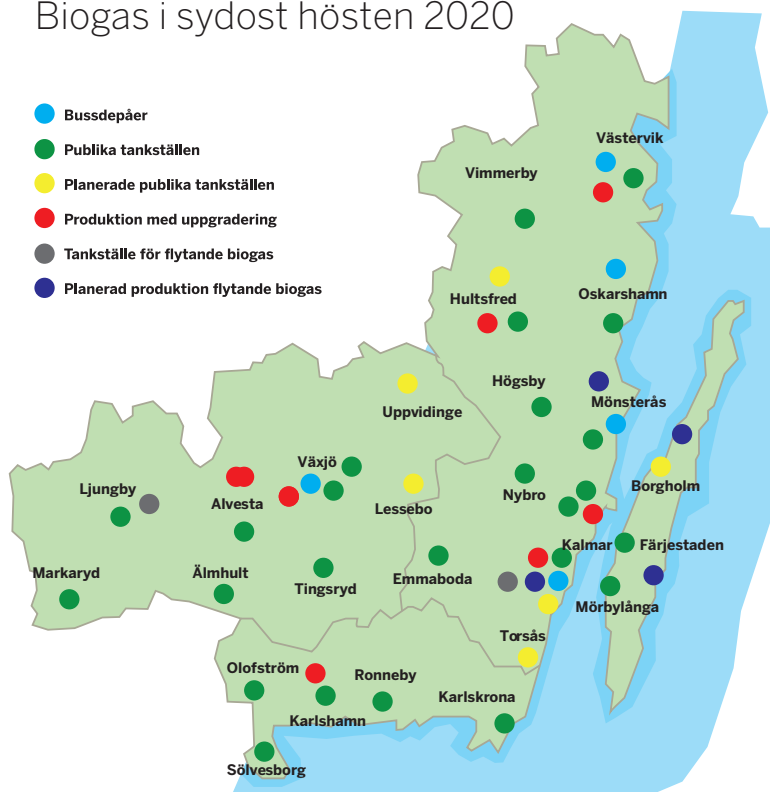 Biogas i sydost hösten 2020
Bussdepåer
Publika tankställen
Planerade publika tankställen
Produktion med uppgradering
Tankställe för flytande biogas
Planerad produktion flytande biogas
Västervik
Vimmerby
Hultsfred
Oskarshamn
Högsby
Mönsterås
Uppvidinge
Växjö
Ljungby
Alvesta
Lessebo
Nybro
Borgholm
Kalmar
Färjestaden
Markaryd
Älmhult
Tingsryd
Emmaboda
Mörbylånga
Torsås
Olofström
Ronneby
Karlskrona
Karlshamn
Sölvesborg